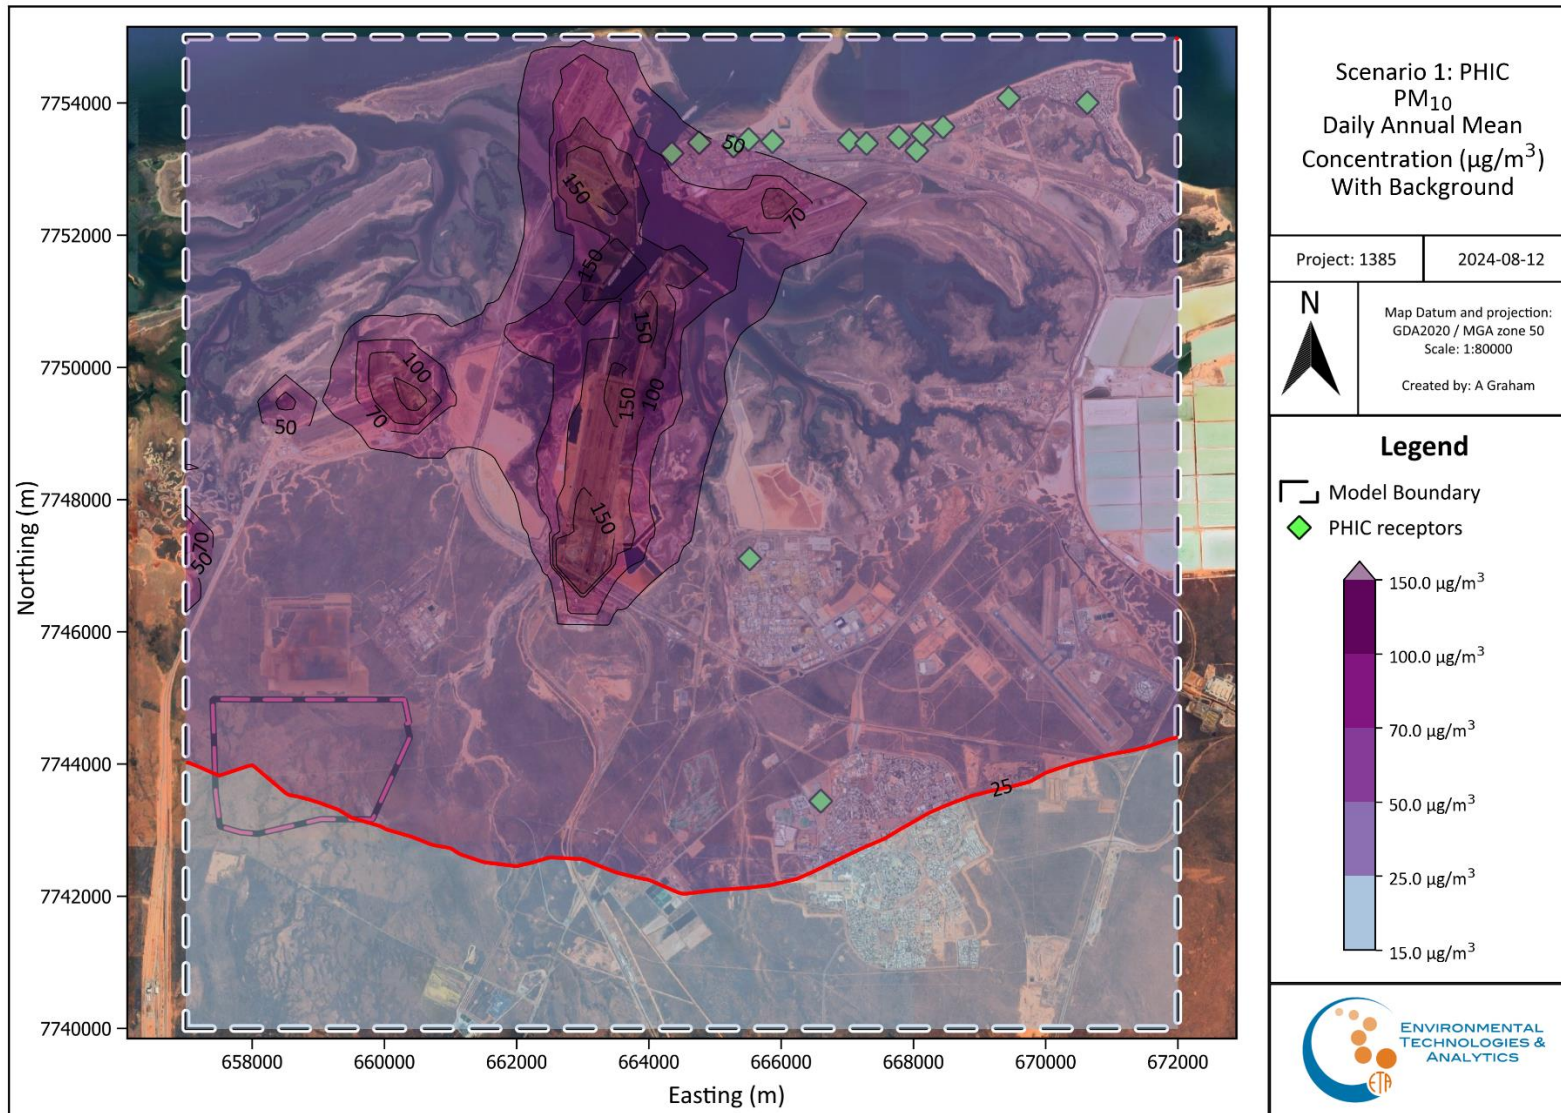 Scenario 1: PHIC
PM10
Daily Annual Mean
Concentration (µg/m³)
With Background
Project: 1385
2024-08-12
N
Map Datum and projection:
GDA2020 / MGA zone 50
Scale: 1:80000
Created by: A Graham
Legend
Model Boundary
PHIC receptors
150.0 µg/m³
100.0 µg/m³
70.0 µg/m³
50.0 µg/m³
25.0 µg/m³
15.0 µg/m³
ENVIRONMENTAL
TECHNOLOGIES &
ANALYTICS
ETA
Northing (m)
7754000
7752000
7750000
7748000
7746000
7744000
7742000
7740000
658000
660000
662000
664000
666000
668000
670000
672000
Easting (m)
50
150
70
150
150
100
100
150
70
50
150
70
50
25